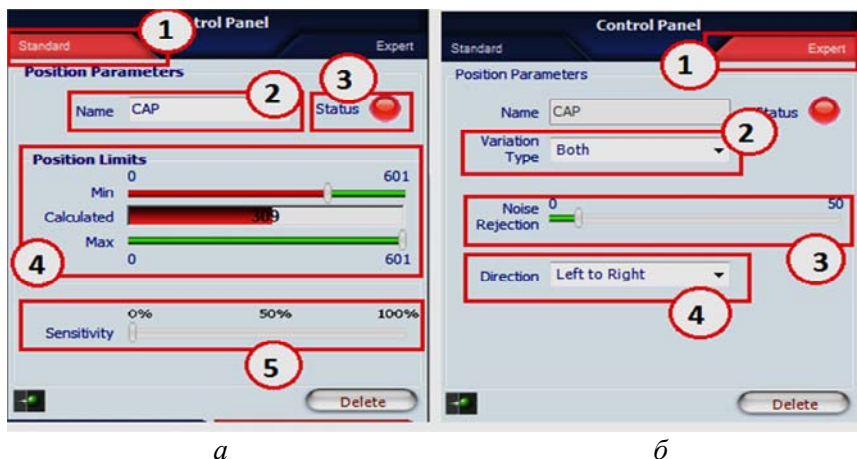 1
trol Panel
Standard
Expert
Position Parameters
2
3
Name CAP Status
Position Limits
0 601
Min
Calculated 309
Max
0 601
4
0% 50% 100%
Sensitivity
5
Delete
а
Control Panel
Standard
Expert
1
Position Parameters
Name CAP Status
2
Variation Type Both
0 50
Noise Rejection
3
Direction Left to Right
4
Delete
б